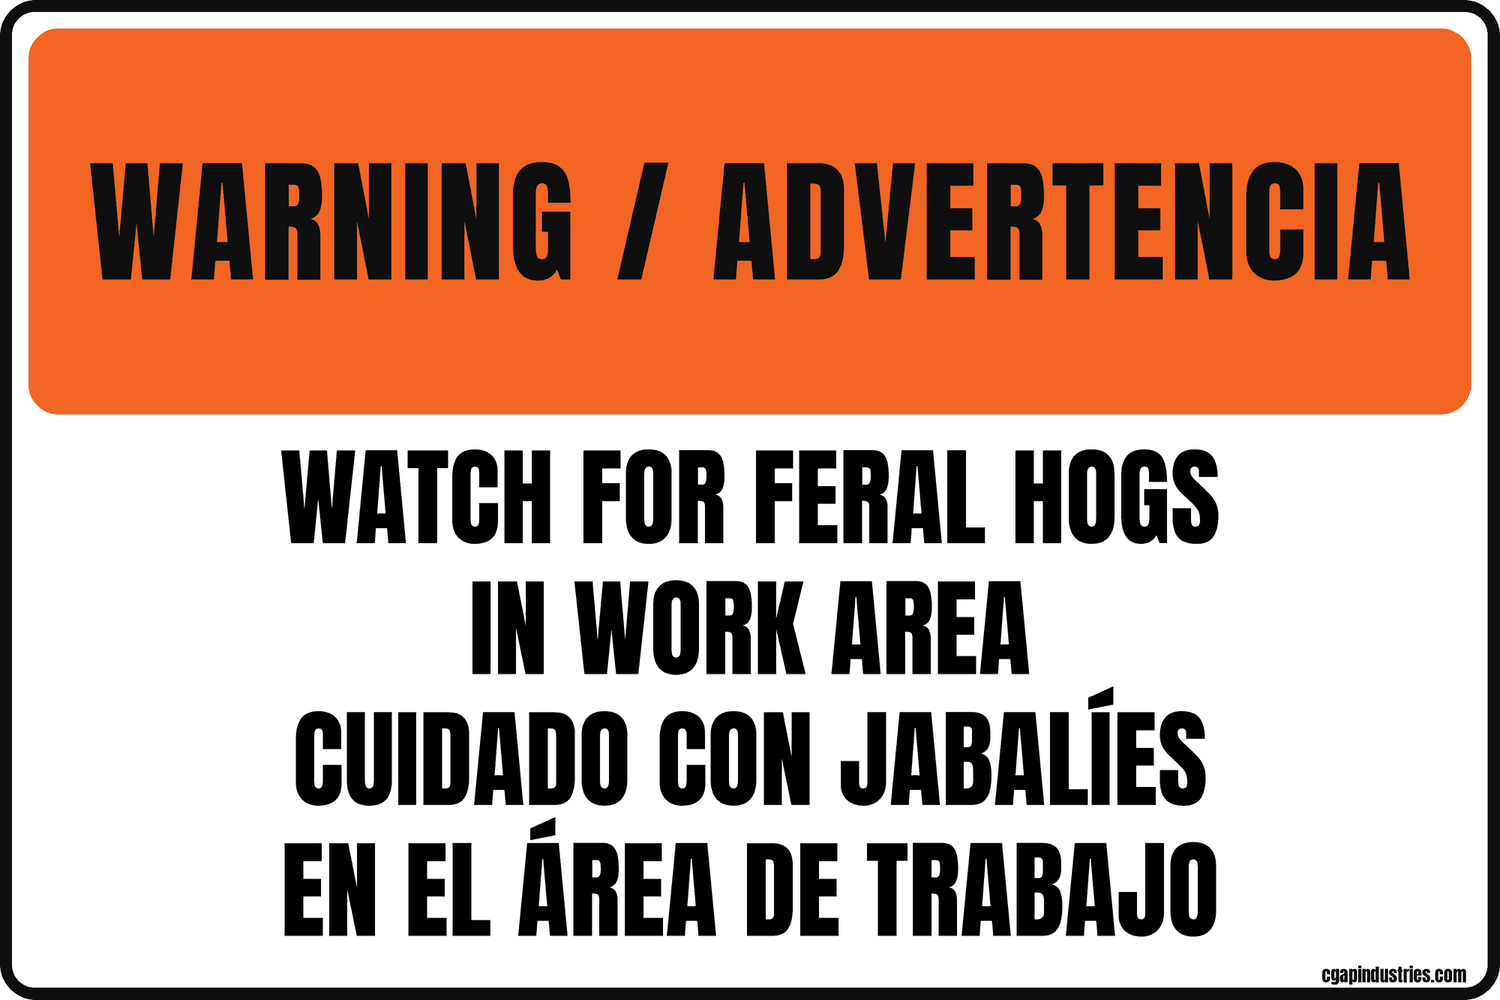 WARNING / ADVERTENCIA
WATCH FOR FERAL HOGS
IN WORK AREA
CUIDADO CON JABALÍES
EN EL ÁREA DE TRABAJO
cgapindustries.com